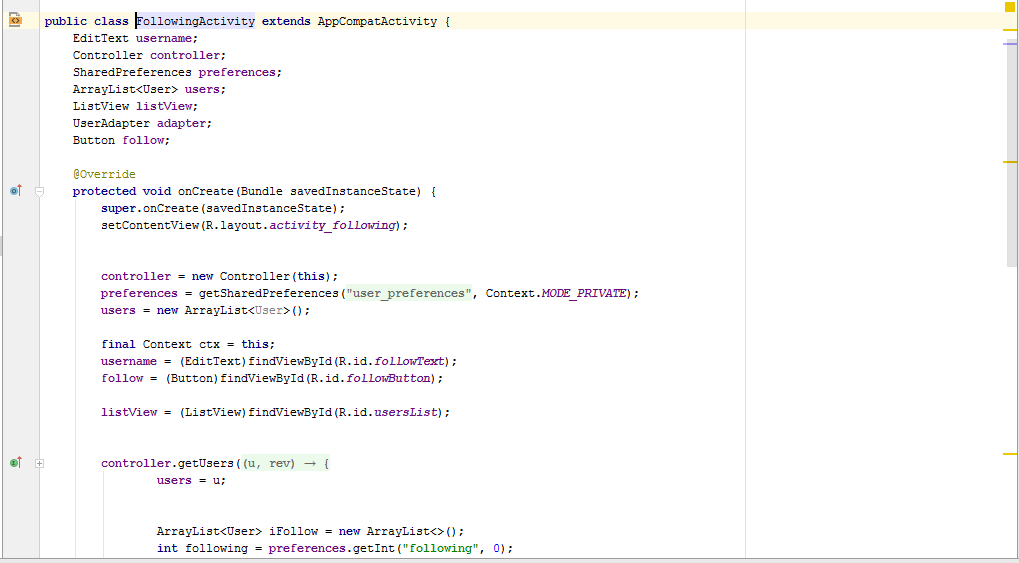 public class FollowingActivity extends AppCompatActivity {
    EditText username;
    Controller controller;
    SharedPreferences preferences;
    ArrayList<User> users;
    ListView listView;
    UserAdapter adapter;
    Button follow;
    @Override
    protected void onCreate(Bundle savedInstanceState) {
        super.onCreate(savedInstanceState);
        setContentView(R.layout.activity_following);
        controller = new Controller(this);
        preferences = getSharedPreferences("user_preferences", Context.MODE_PRIVATE);
        users = new ArrayList<User>();
        final Context ctx = this;
        username = (EditText)findViewById(R.id.followText);
        follow = (Button)findViewById(R.id.followButton);
        listView = (ListView)findViewById(R.id.usersList);
        controller.getUsers((u, rev) → {
                users = u;
                ArrayList<User> iFollow = new ArrayList<>();
                int following = preferences.getInt("following", 0);